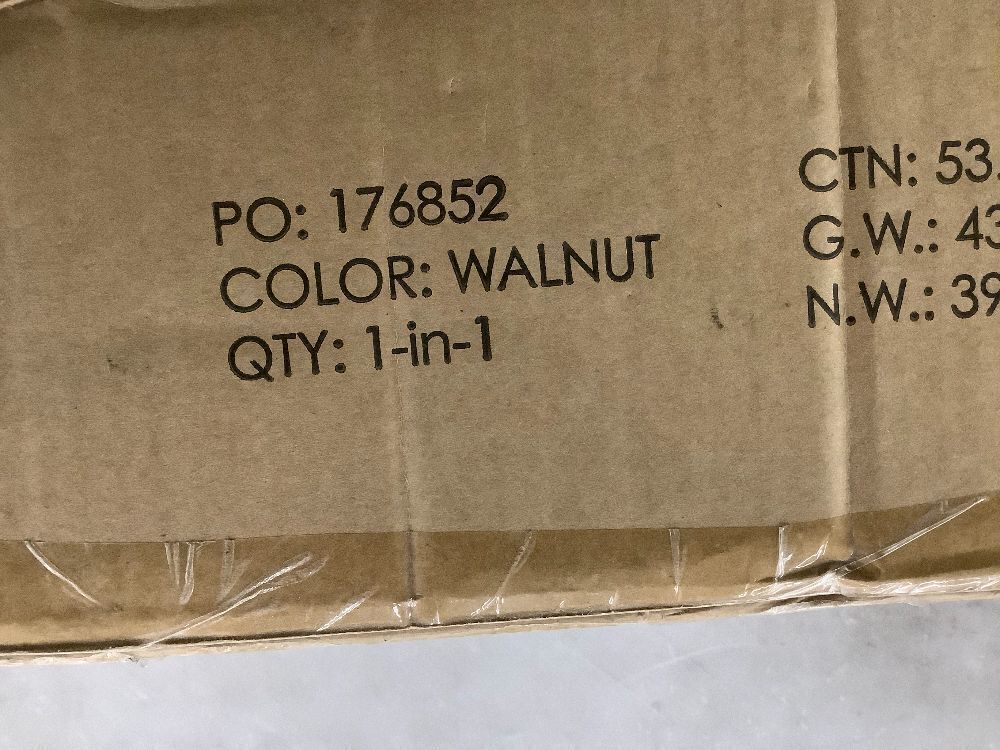 PO: 176852
COLOR: WALNUT
QTY: 1-in-1
CTN: 53.
G.W.: 43
N.W.: 39